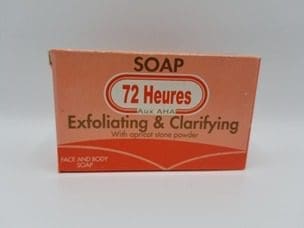 SOAP
72 Heures
Aux AHA
Exfoliating & Clarifying
With apricot stone powder
FACE AND BODY
SOAP